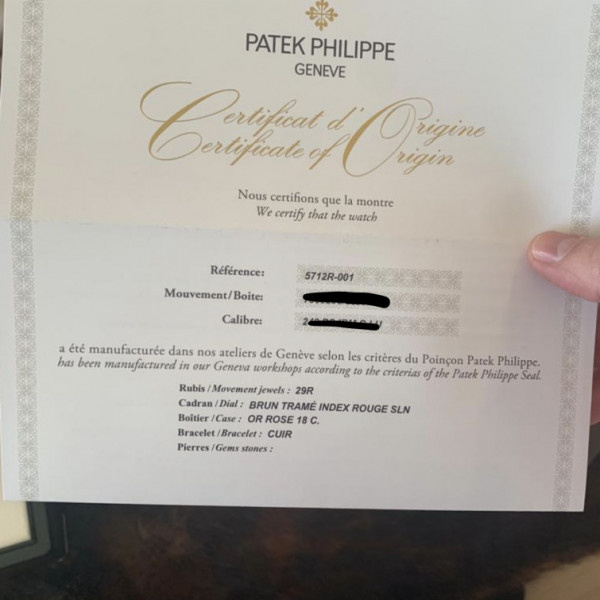 PATEK PHILIPPE
GENEVE
Certificat d'Origine
Certificate of Origin
Nous certifions que la montre
We certify that the watch
Référence: 5712R-001
Mouvement/Boite:
Calibre:
a été manufacturée dans nos ateliers de Genève selon les critères du Poinçon Patek Philippe.
has been manufactured in our Geneva workshops according to the criterias of the Patek Philippe Seal.
Rubis / Movement jewels : 29R
Cadran / Dial : BRUN TRAMÉ INDEX ROUGE SLN
Boîtier / Case : OR ROSE 18 C.
Bracelet / Bracelet : CUIR
Pierres / Gems stones :